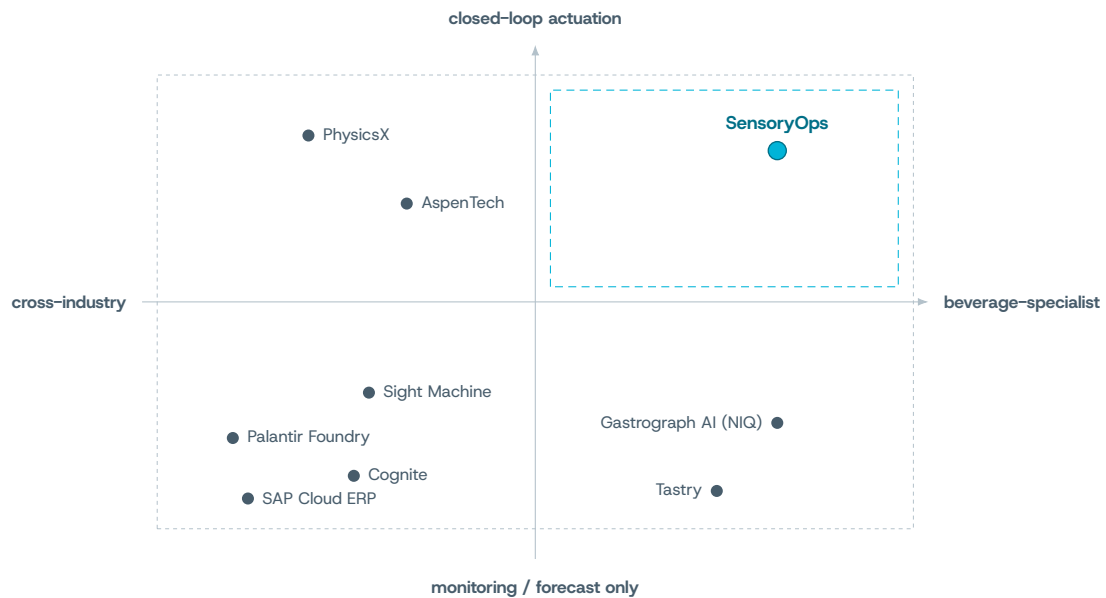 closed-loop actuation
SensoryOps
PhysicsX
AspenTech
cross-industry
beverage-specialist
Sight Machine
Gastrograph AI (NIQ)
Palantir Foundry
Cognite
Tastry
SAP Cloud ERP
monitoring / forecast only